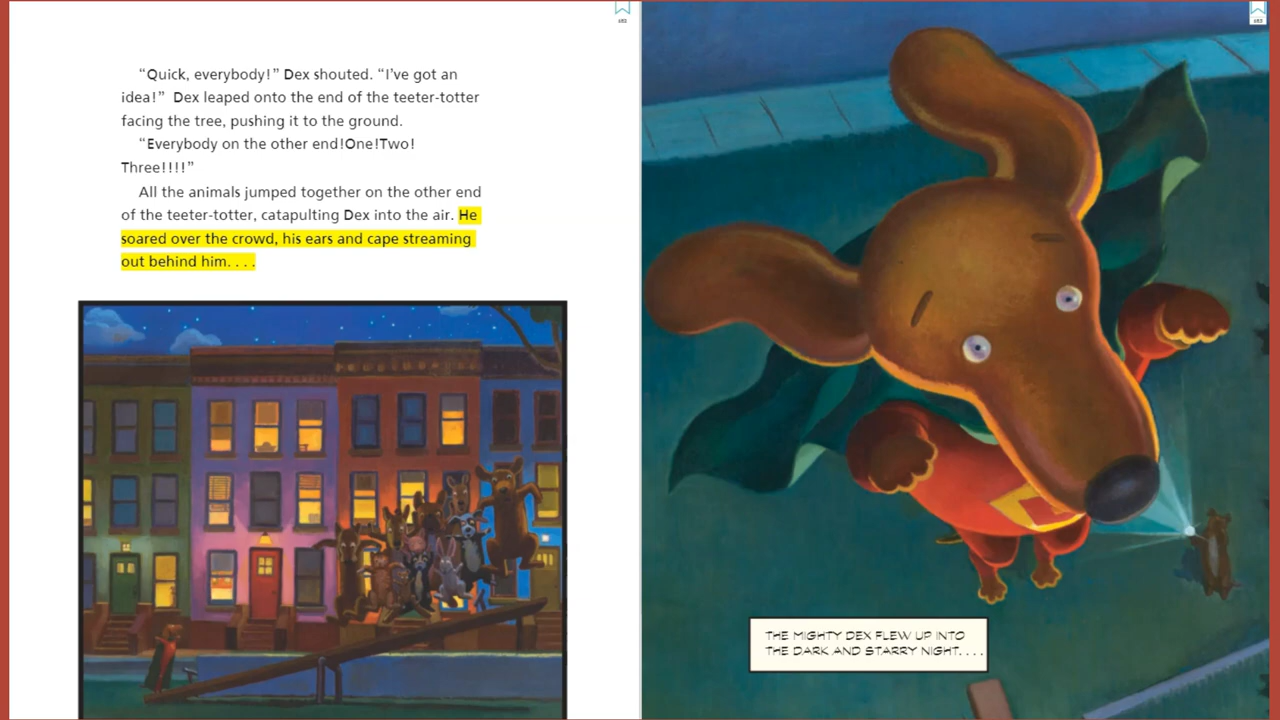 182
183
“Quick, everybody!” Dex shouted. “I’ve got an
idea!” Dex leaped onto the end of the teeter-totter
facing the tree, pushing it to the ground.
“Everybody on the other end!One!Two!
Three!!!!”
All the animals jumped together on the other end
of the teeter-totter, catapulting Dex into the air. He
soared over the crowd, his ears and cape streaming
out behind him. . . .
THE MIGHTY DEX FLEW UP INTO
THE DARK AND STARRY NIGHT. . . .